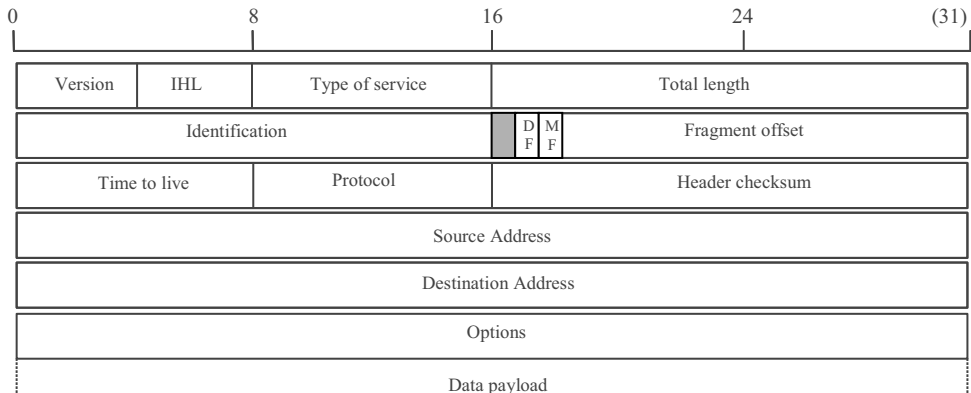 0 8 16 24 (31)
Version IHL Type of service Total length
Identification D F M F Fragment offset
Time to live Protocol Header checksum
Source Address
Destination Address
Options
Data payload